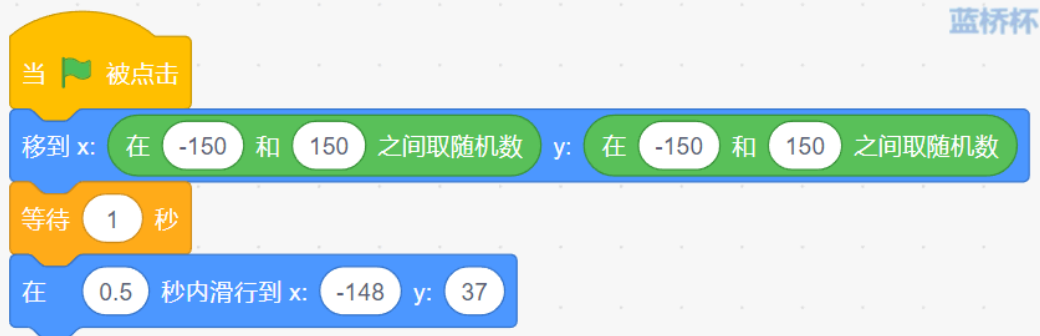 蓝桥杯
当 被点击
移到 x: 在 -150 和 150 之间取随机数 y: 在 -150 和 150 之间取随机数
等待 1 秒
在 0.5 秒内滑行到 x: -148 y: 37